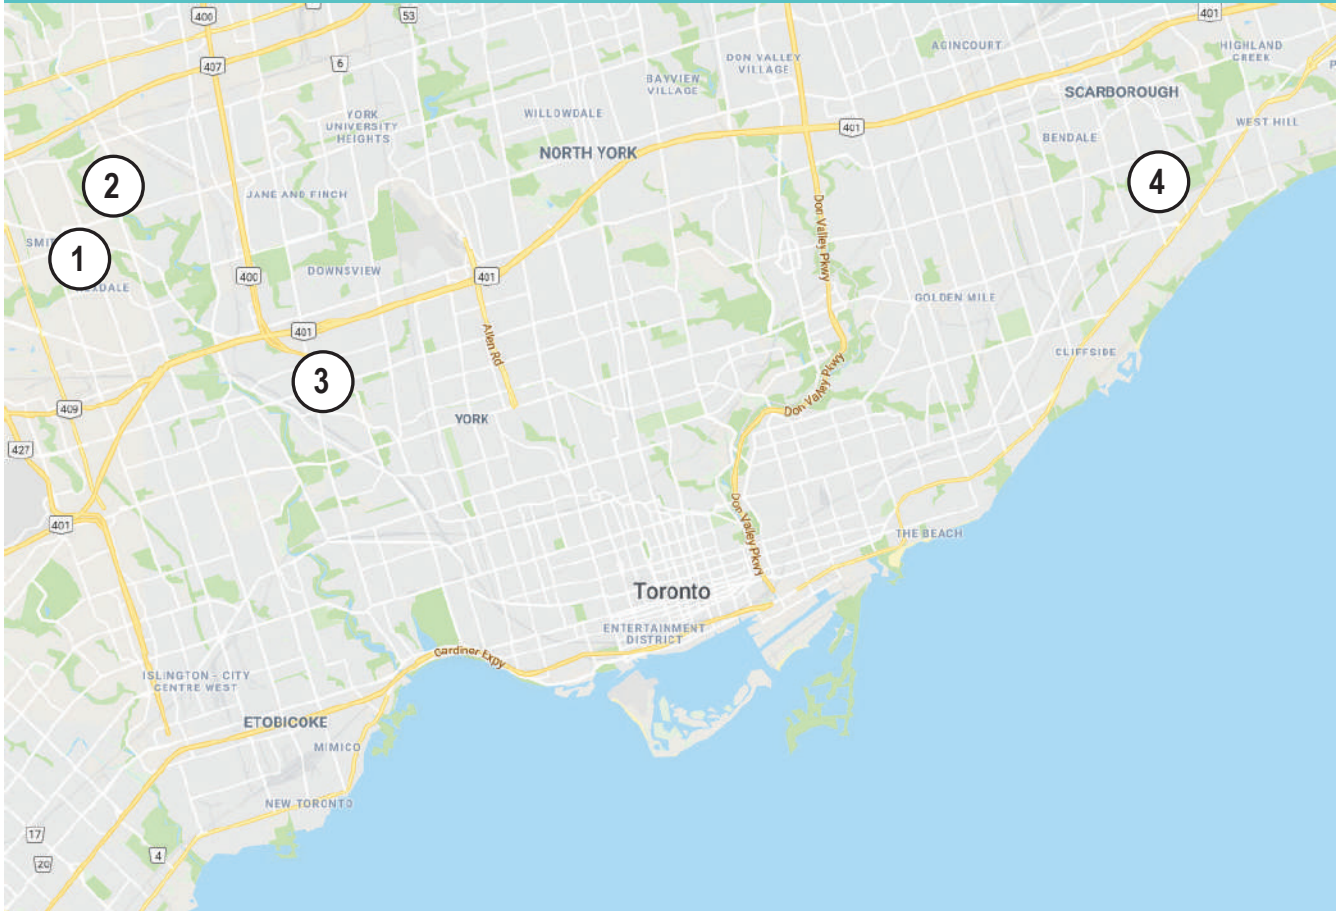 400
53
401
407
6
DON VALLEY
VILLAGE
AGINCOURT
HIGHLAND
CREEK
BAYVIEW
VILLAGE
SCARBOROUGH
YORK
UNIVERSITY
HEIGHTS
WILLOWDALE
401
WEST HILL
BENDALE
NORTH YORK
2
4
JANE AND FINCH
Don Valley Pkwy
SMI
1
400
DOWNSVIEW
401
GOLDEN MILE
401
Allen Rd
CLIFFSIDE
3
Don Valley Pkwy
409
YORK
427
401
Don Valley Pkwy
THE BEACH
Toronto
ENTERTAINMENT
DISTRICT
Gardiner Expy
ISLINGTON - CITY
CENTRE WEST
ETOBICOKE
MIMICO
NEW TORONTO
17
4
20